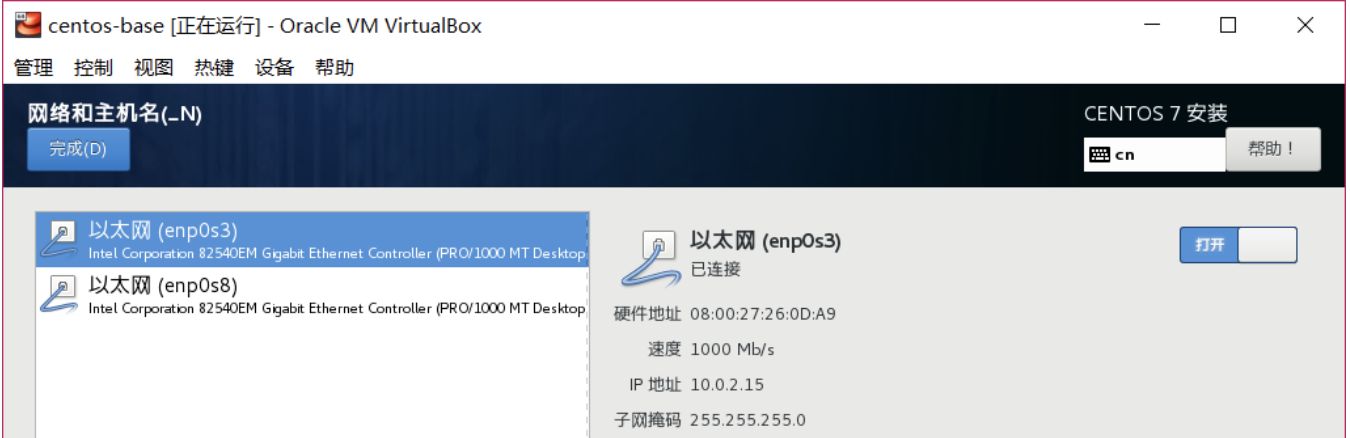 centos-base [正在运行] - Oracle VM VirtualBox
管理 控制 视图 热键 设备 帮助
网络和主机名(_N)
CENTOS 7 安装
完成(D)
cn
帮助！
以太网 (enp0s3)
Intel Corporation 82540EM Gigabit Ethernet Controller (PRO/1000 MT Desktop
以太网 (enp0s8)
Intel Corporation 82540EM Gigabit Ethernet Controller (PRO/1000 MT Desktop
以太网 (enp0s3)
已连接
打开
硬件地址 08:00:27:26:0D:A9
速度 1000 Mb/s
IP 地址 10.0.2.15
子网掩码 255.255.255.0